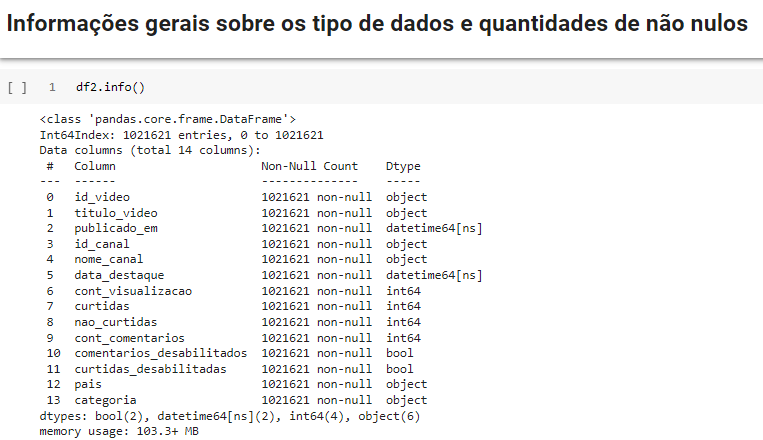 Informações gerais sobre os tipo de dados e quantidades de não nulos
[ ] 1 df2.info()
<class 'pandas.core.frame.DataFrame'>
Int64Index: 1021621 entries, 0 to 1021621
Data columns (total 14 columns):
 #   Column                    Non-Null Count    Dtype
---  ------                    --------------    -----
 0   id_video                  1021621 non-null  object
 1   titulo_video              1021621 non-null  object
 2   publicado_em              1021621 non-null  datetime64[ns]
 3   id_canal                  1021621 non-null  object
 4   nome_canal                1021621 non-null  object
 5   data_destaque             1021621 non-null  datetime64[ns]
 6   cont_visualizacao         1021621 non-null  int64
 7   curtidas                  1021621 non-null  int64
 8   nao_curtidas              1021621 non-null  int64
 9   cont_comentarios          1021621 non-null  int64
 10  comentarios_desabilitados 1021621 non-null  bool
 11  curtidas_desabilitadas    1021621 non-null  bool
 12  pais                      1021621 non-null  object
 13  categoria                 1021621 non-null  object
dtypes: bool(2), datetime64[ns](2), int64(4), object(6)
memory usage: 103.3+ MB